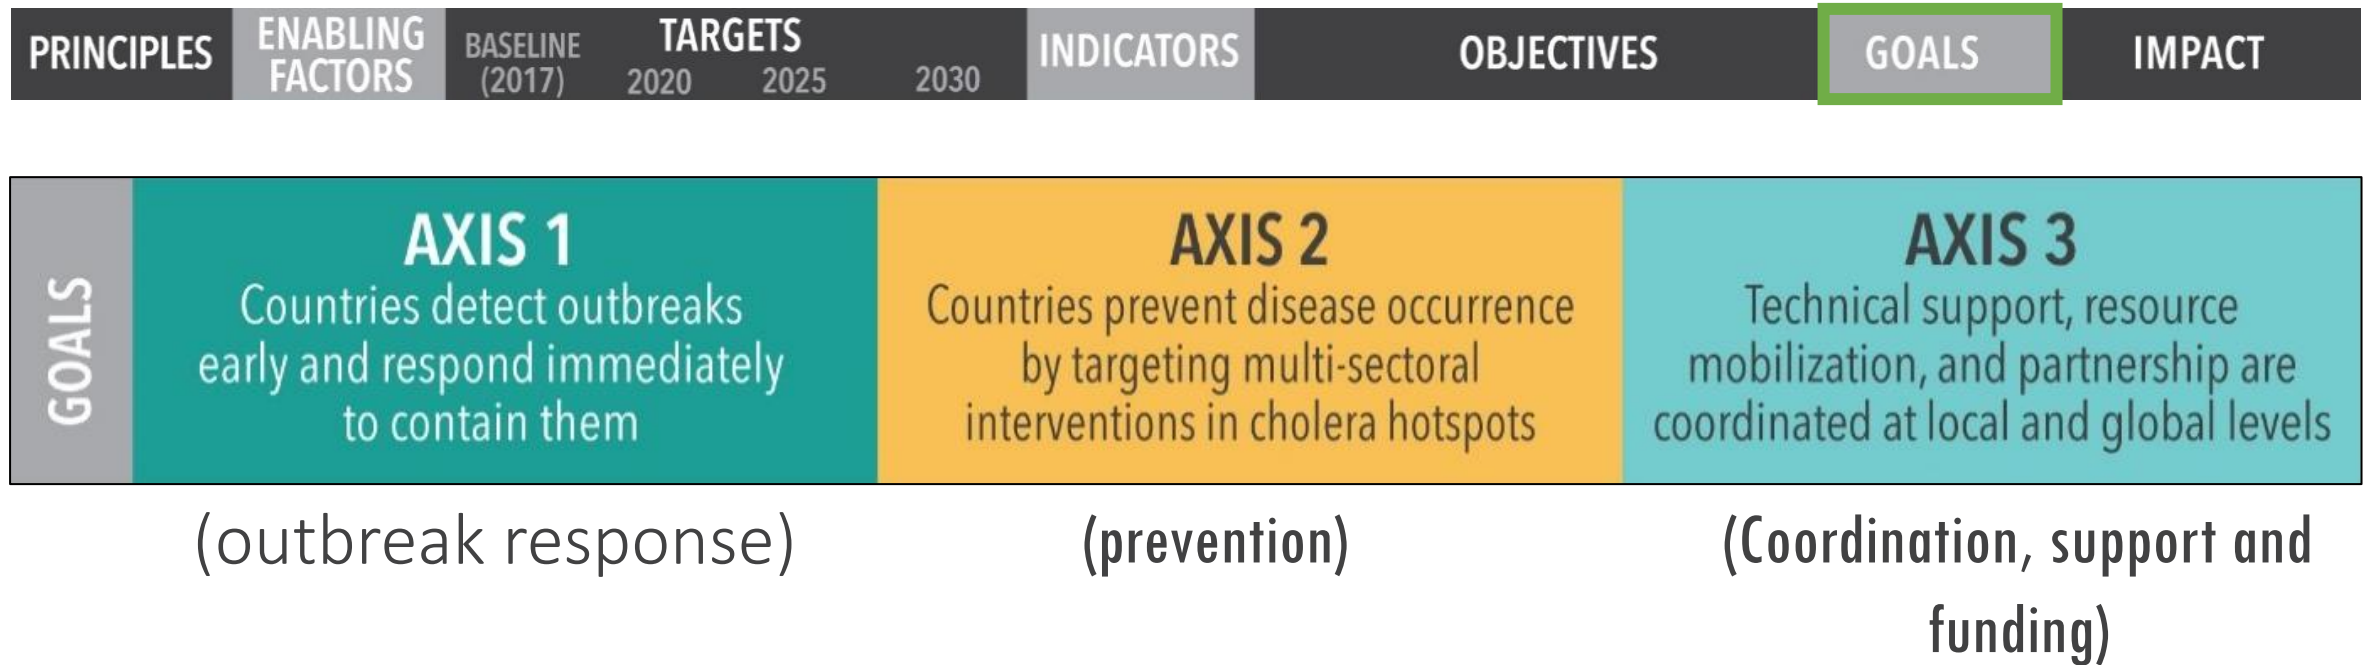 PRINCIPLES
ENABLING
FACTORS
BASELINE
(2017)
TARGETS
2020 2025 2030
INDICATORS
OBJECTIVES
GOALS
IMPACT
GOALS
AXIS 1
Countries detect outbreaks
early and respond immediately
to contain them
AXIS 2
Countries prevent disease occurrence
by targeting multi-sectoral
interventions in cholera hotspots
AXIS 3
Technical support, resource
mobilization, and partnership are
coordinated at local and global levels
(outbreak response)
(prevention)
(Coordination, support and
funding)